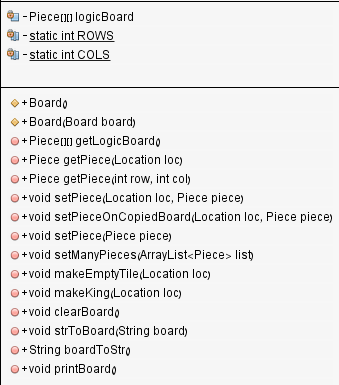 - Piece[][] logicBoard
- static int ROWS
- static int COLS
+ Board()
+ Board(Board board)
+ Piece[][] getLogicBoard()
+ Piece getPiece(Location loc)
+ Piece getPiece(int row, int col)
+ void setPiece(Location loc, Piece piece)
+ void setPieceOnCopiedBoard(Location loc, Piece piece)
+ void setPiece(Piece piece)
+ void setManyPieces(ArrayList<Piece> list)
+ void makeEmptyTile(Location loc)
+ void makeKing(Location loc)
+ void clearBoard()
+ void strToBoard(String board)
+ String boardToStr()
+ void printBoard()